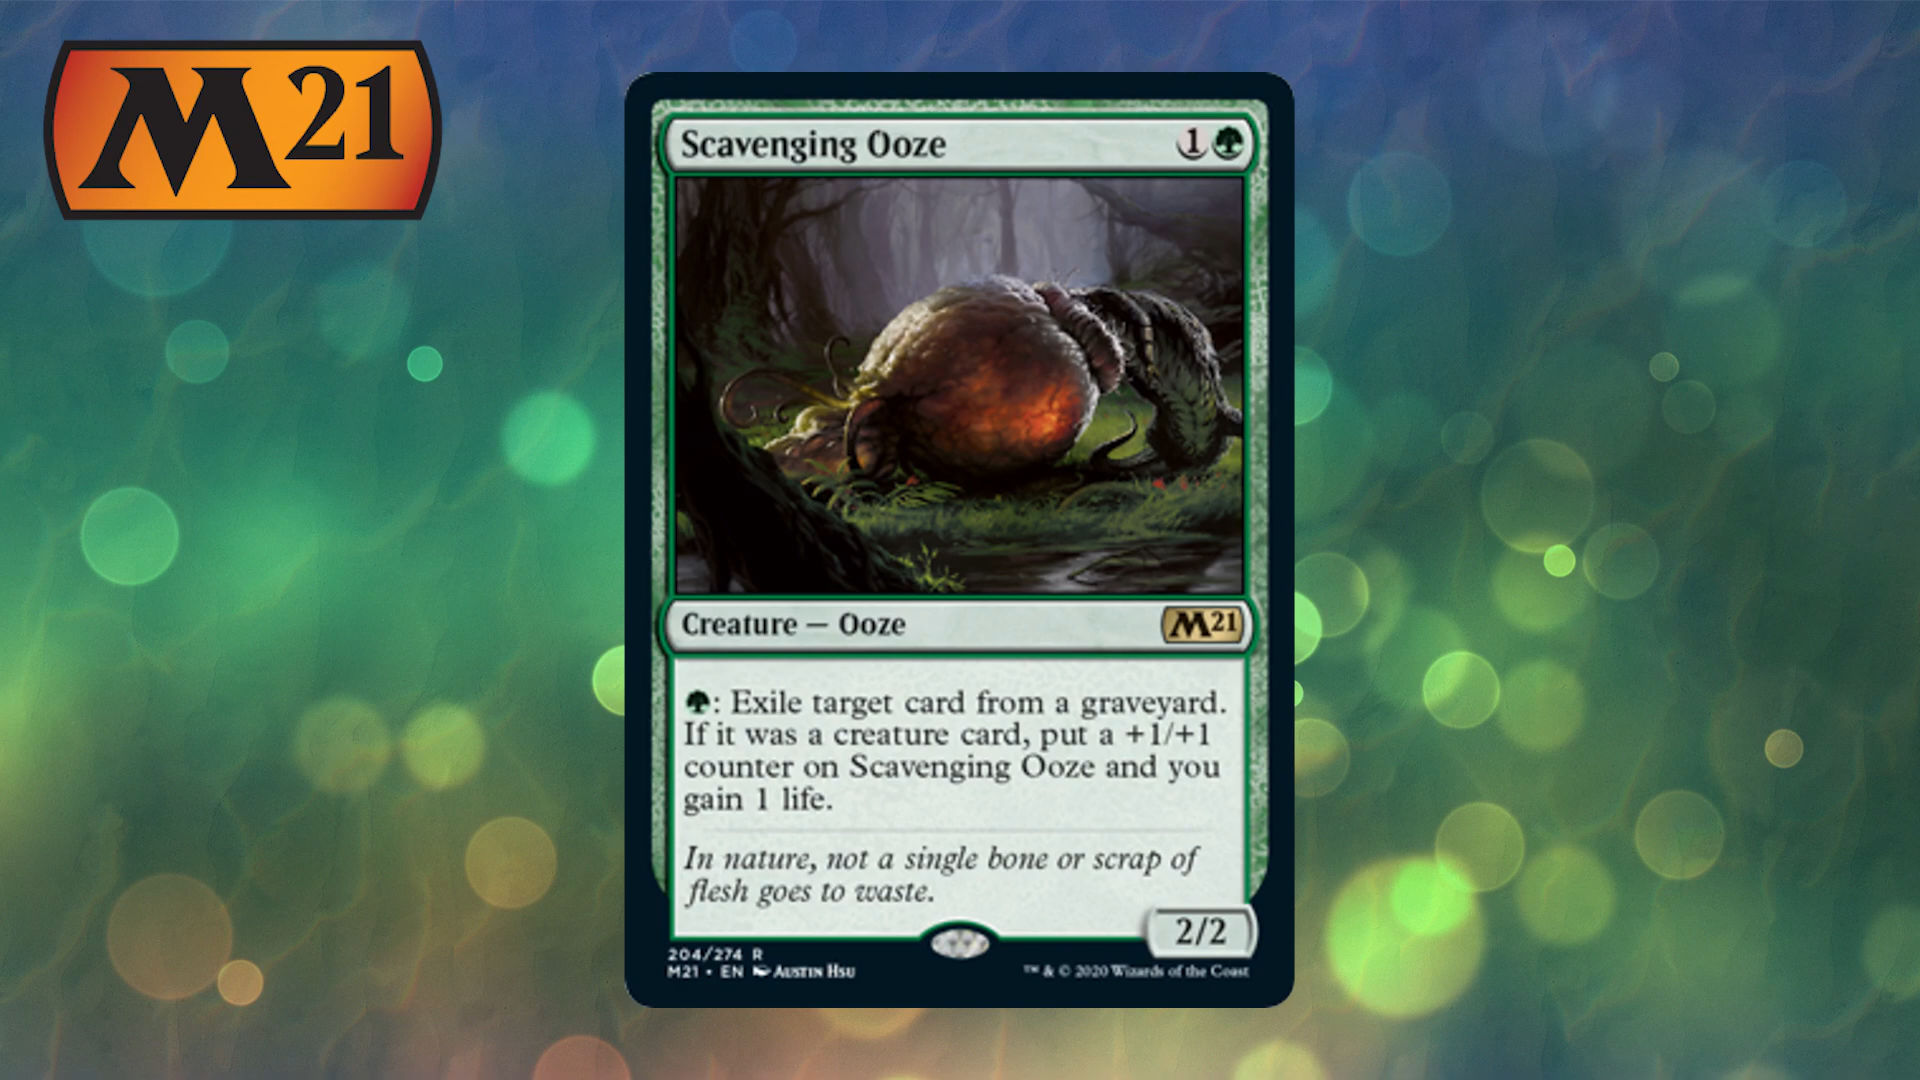 M21
Scavenging Ooze 1
Creature — Ooze M21
: Exile target card from a graveyard.
If it was a creature card, put a +1/+1
counter on Scavenging Ooze and you
gain 1 life.
In nature, not a single bone or scrap of
flesh goes to waste.
2/2
204/274 R
M21 • EN Austin Hsu
™ & © 2020 Wizards of the Coast